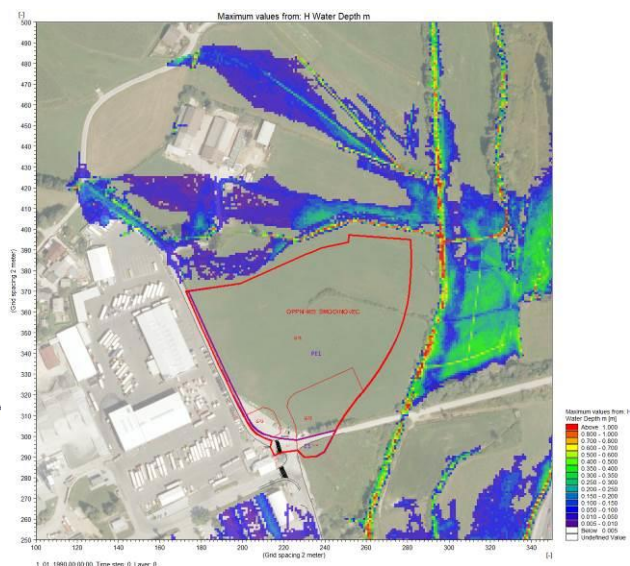 Maximum values from: H Water Depth m
[-]
500
490
480
470
460
450
440
430
420
410
400
390
380
370
360
350
340
330
320
310
300
290
280
270
260
250
(Grid spacing 2 meter)
PE1
100
120
140
160
180
200
220
240
260
280
300
320
340
(Grid spacing 2 meter)
[-]
Maximum values from: H
Water Depth m [m]
Above 1.000
0.800 - 1.000
0.700 - 0.800
0.600 - 0.700
0.500 - 0.600
0.450 - 0.500
0.400 - 0.450
0.350 - 0.400
0.300 - 0.350
0.250 - 0.300
0.200 - 0.250
0.150 - 0.200
0.100 - 0.150
0.050 - 0.100
0.010 - 0.050
0.005 - 0.010
Below 0.005
Undefined Value
1. 01. 1990 00:00:00, Time step: 0, Layer: 0